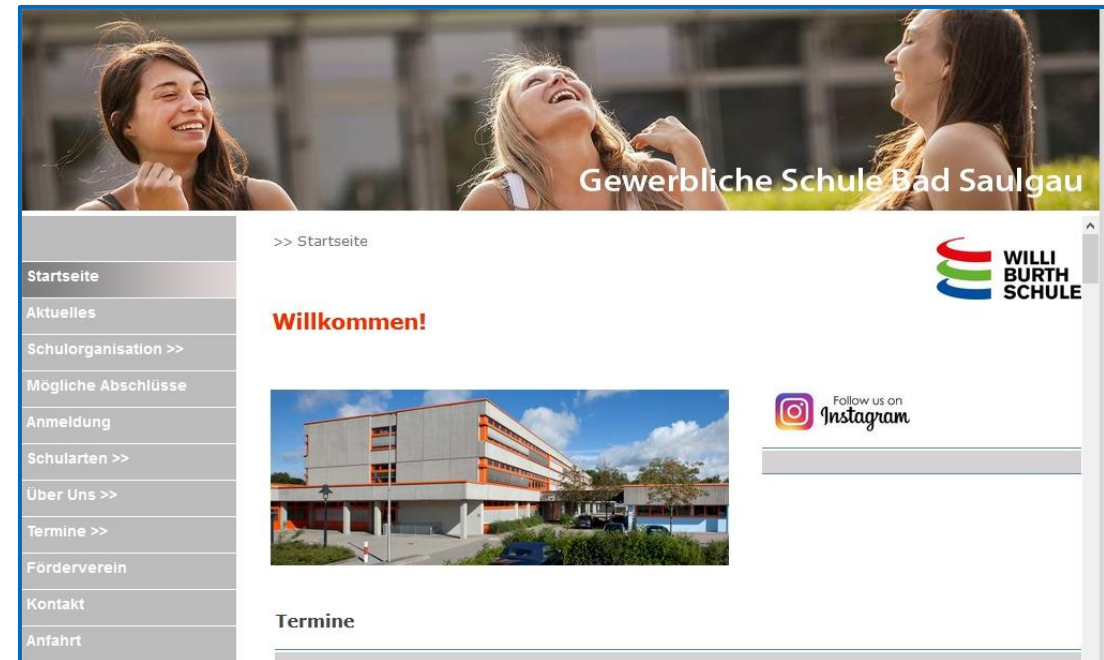 Gewerbliche Schule Bad Saulgau
>> Startseite
WILLI
BURTH
SCHULE
Startseite
Aktuelles
Schulorganisation >>
Mögliche Abschlüsse
Anmeldung
Schularten >>
Über Uns >>
Termine >>
Förderverein
Kontakt
Anfahrt
Willkommen!
Follow us on
Instagram
Termine